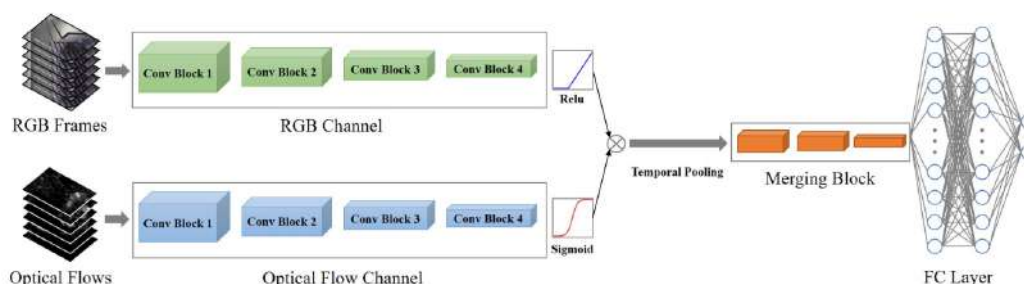 Conv Block 1
Conv Block 2
Conv Block 3
Conv Block 4
Relu
RGB Frames
RGB Channel
Temporal Pooling
Merging Block
Conv Block 1
Conv Block 2
Conv Block 3
Conv Block 4
Sigmoid
Optical Flows
Optical Flow Channel
FC Layer